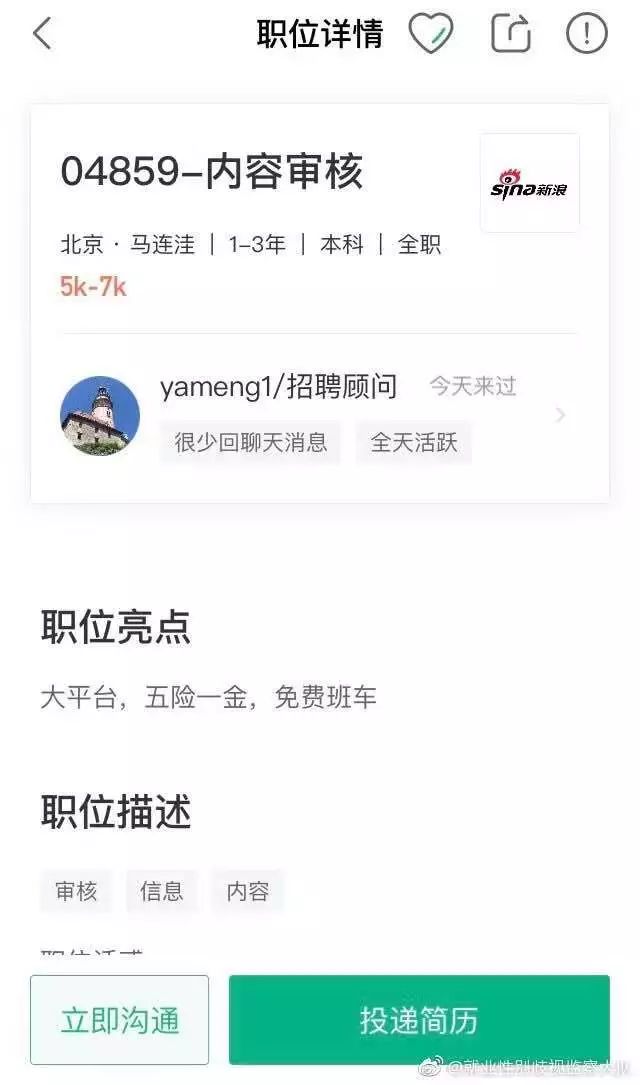 职位详情
04859-内容审核
sina新浪
北京 · 马连洼 | 1-3年 | 本科 | 全职
5k-7k
yameng1/招聘顾问 今天来过
很少回聊天消息 全天活跃
职位亮点
大平台，五险一金，免费班车
职位描述
审核 信息 内容
立即沟通 投递简历
@就业性别歧视监察大队